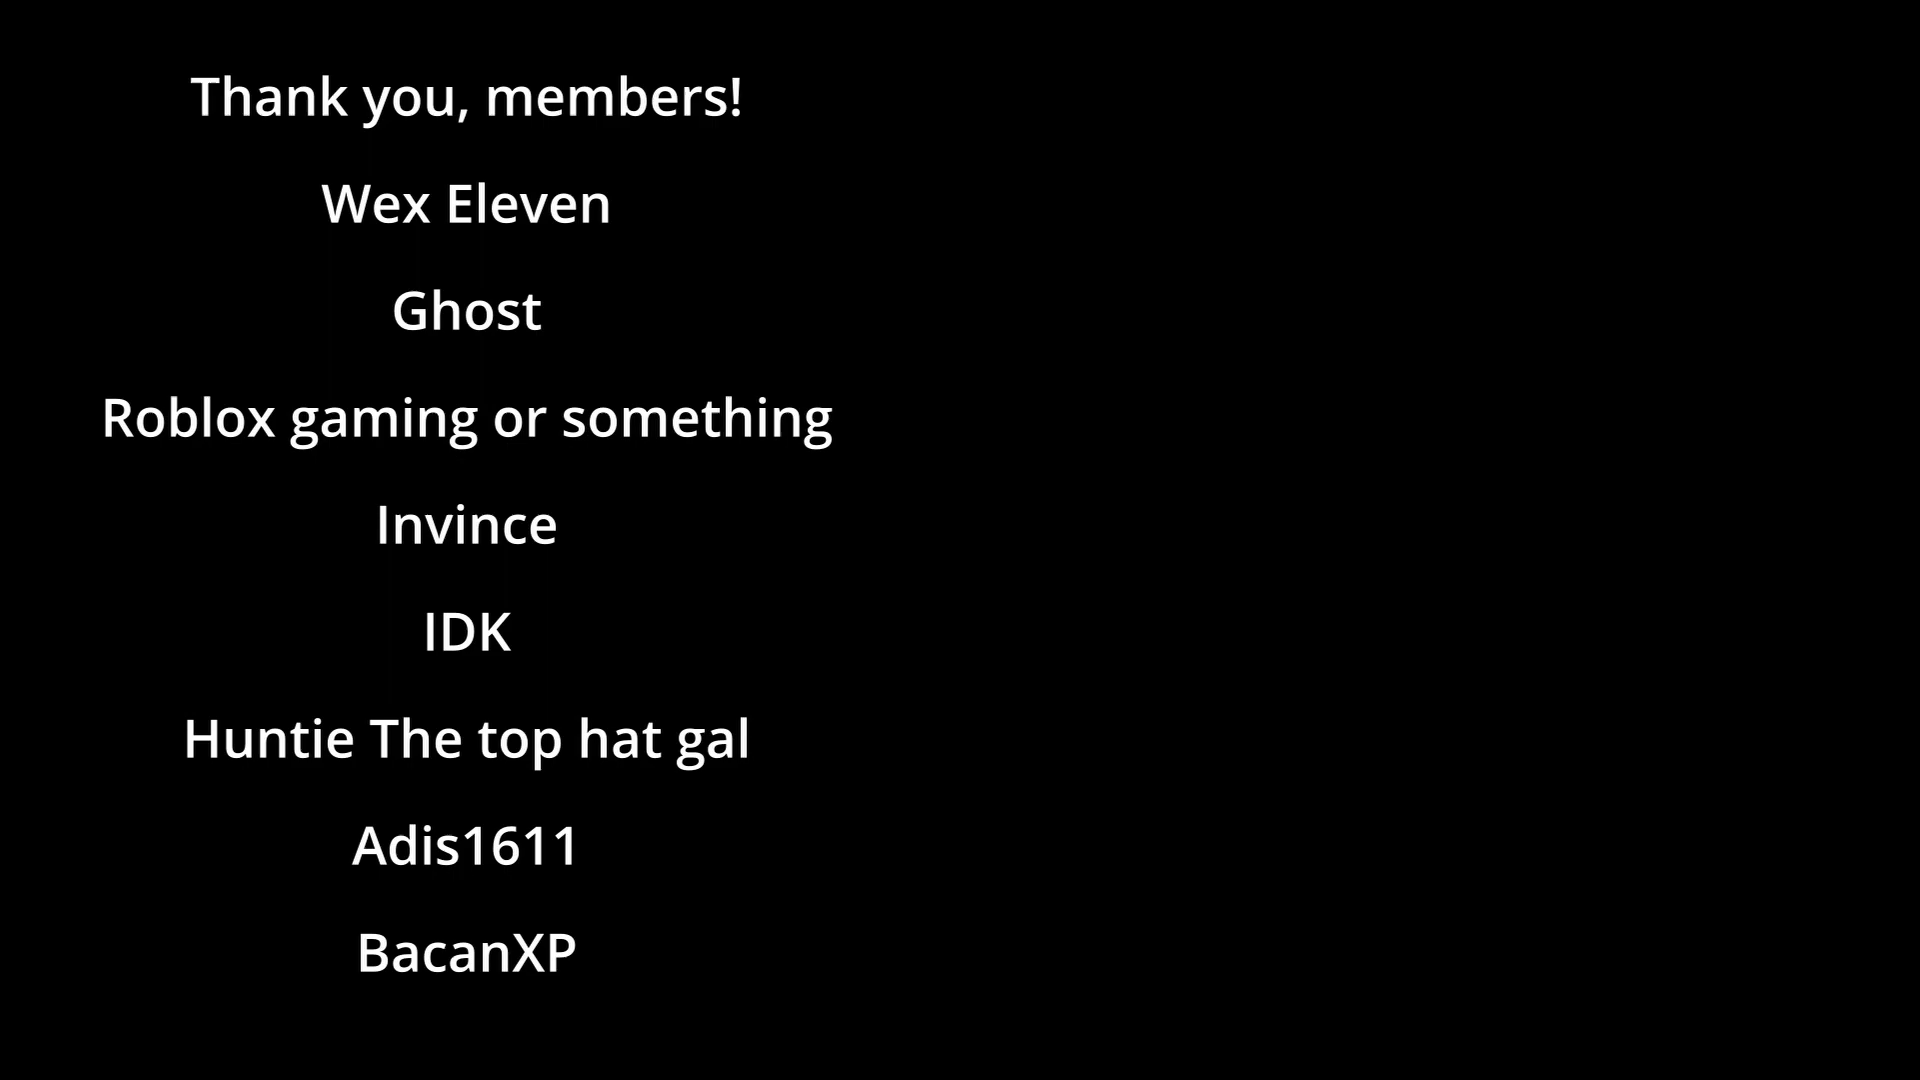 Thank you, members!
Wex Eleven
Ghost
Roblox gaming or something
Invince
IDK
Huntie The top hat gal
Adis1611
BacanXP